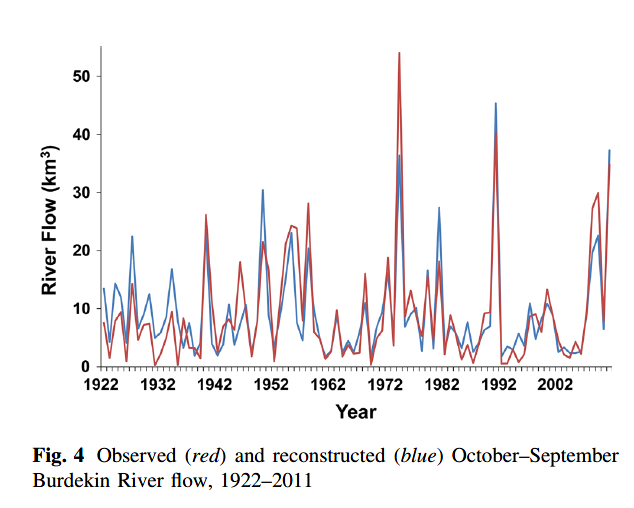 50
40
30
20
10
0
River Flow (km³)
1922 1932 1942 1952 1962 1972 1982 1992 2002
Year
Fig. 4 Observed (red) and reconstructed (blue) October–September
Burdekin River flow, 1922–2011